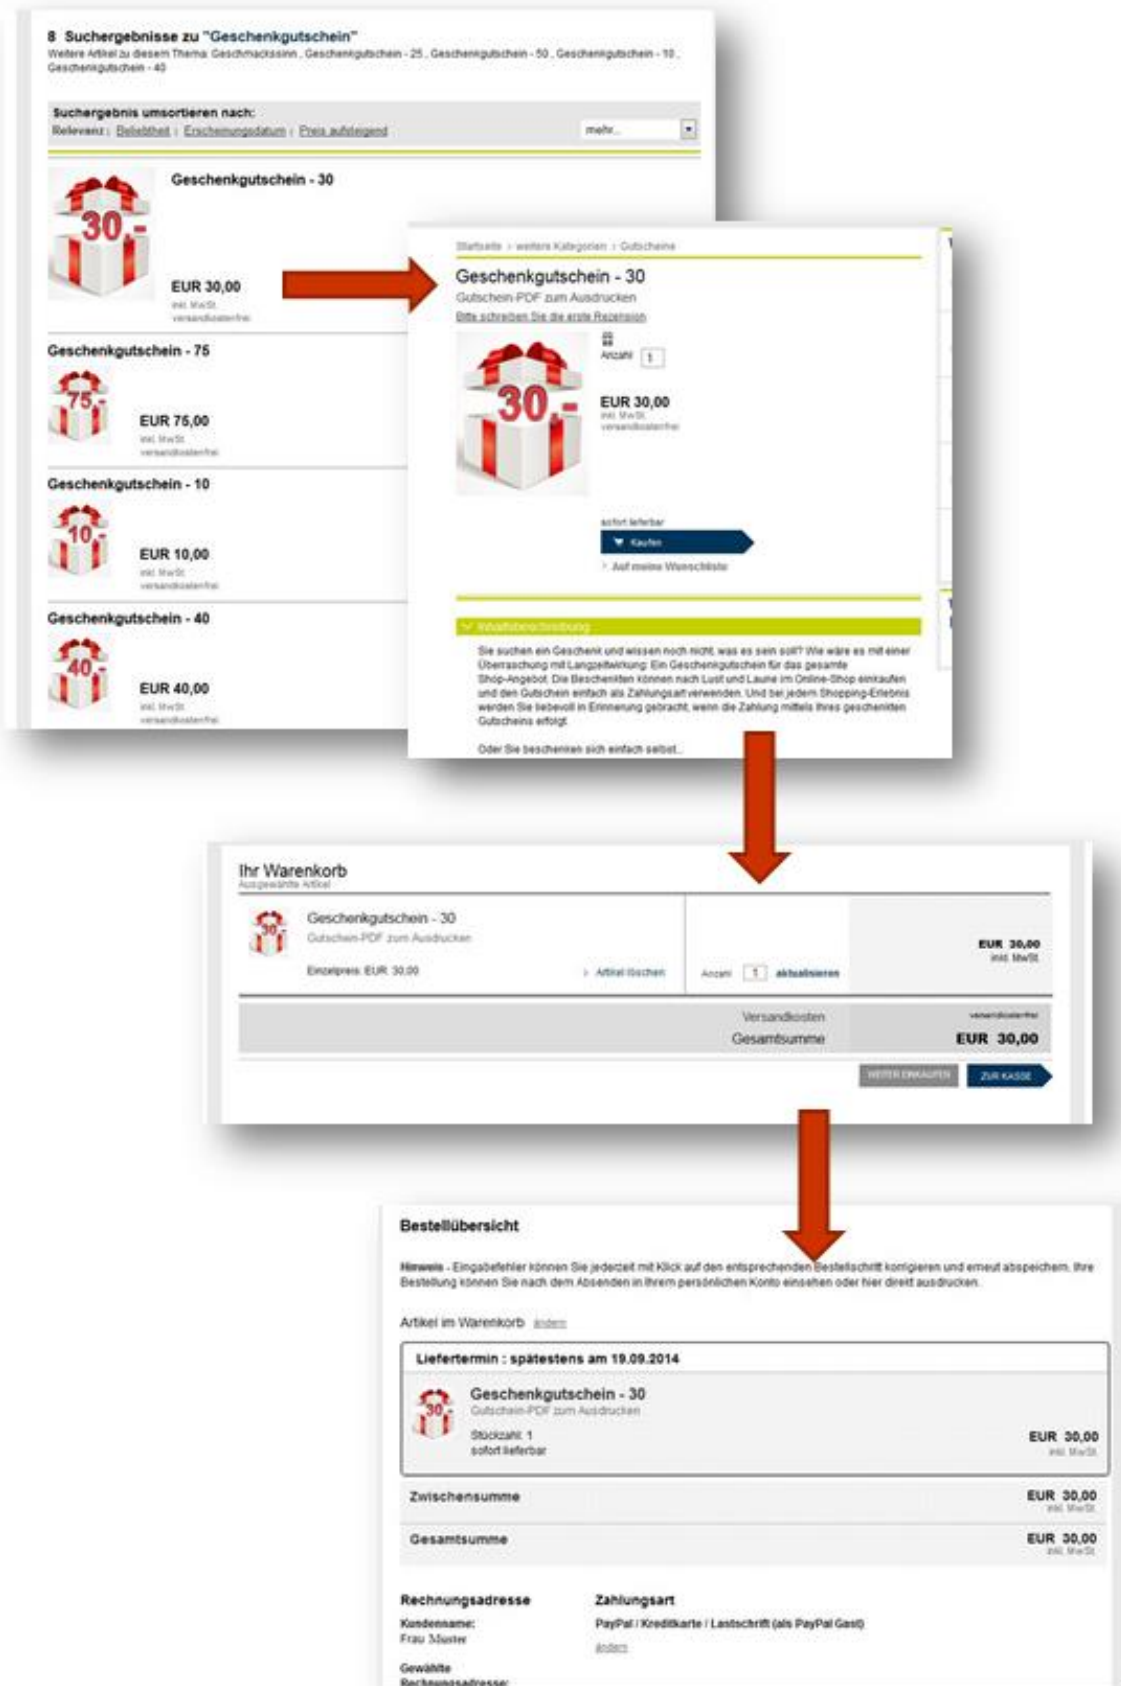 8 Suchergebnisse zu "Geschenkgutschein"
Weitere Artikel zu diesem Thema: Geschmackssinn , Geschenkgutschein - 25 , Geschenkgutschein - 50 , Geschenkgutschein - 10 ,
Geschenkgutschein - 40
Suchergebnis umsortieren nach:
Relevanz | Beliebtheit | Erscheinungsdatum | Preis aufsteigend
mehr...
Geschenkgutschein - 30
30.-
EUR 30,00
inkl. MwSt.
versandkostenfrei
Geschenkgutschein - 75
75.-
EUR 75,00
inkl. MwSt.
versandkostenfrei
Geschenkgutschein - 10
10.-
EUR 10,00
inkl. MwSt.
versandkostenfrei
Geschenkgutschein - 40
40.-
EUR 40,00
inkl. MwSt.
versandkostenfrei
Startseite > weitere Kategorien > Gutscheine
Geschenkgutschein - 30
Gutschein-PDF zum Ausdrucken
Bitte schreiben Sie die erste Rezension
30.-
Anzahl 1
EUR 30,00
inkl. MwSt.
versandkostenfrei
sofort lieferbar
Kaufen
> Auf meine Wunschliste
Inhaltsbeschreibung
Sie suchen ein Geschenk und wissen noch nicht, was es sein soll? Wie wäre es mit einer
Überraschung mit Langzeitwirkung: Ein Geschenkgutschein für das gesamte
Shop-Angebot. Die Beschenkten können nach Lust und Laune im Online-Shop einkaufen
und den Gutschein einfach als Zahlungsart verwenden. Und bei jedem Shopping-Erlebnis
werden Sie liebevoll in Erinnerung gebracht, wenn die Zahlung mittels Ihres geschenkten
Gutscheins erfolgt.
Oder Sie beschenken sich einfach selbst...
Ihr Warenkorb
Ausgewählte Artikel
30.-
Geschenkgutschein - 30
Gutschein-PDF zum Ausdrucken
Einzelpreis: EUR 30,00
> Artikel löschen
Anzahl 1 aktualisieren
EUR 30,00
inkl. MwSt.
Versandkosten versandkostenfrei
Gesamtsumme EUR 30,00
WEITER EINKAUFEN ZUR KASSE
Bestellübersicht
Hinweis - Eingabefehler können Sie jederzeit mit Klick auf den entsprechenden Bestellschritt korrigieren und erneut abspeichern. Ihre
Bestellung können Sie nach dem Absenden in Ihrem persönlichen Konto einsehen oder hier direkt ausdrucken.
Artikel im Warenkorb ändern
Liefertermin : spätestens am 19.09.2014
30.-
Geschenkgutschein - 30
Gutschein-PDF zum Ausdrucken
Stückzahl: 1
sofort lieferbar
EUR 30,00
inkl. MwSt.
Zwischensumme EUR 30,00
inkl. MwSt.
Gesamtsumme EUR 30,00
inkl. MwSt.
Rechnungsadresse
Kundenname:
Frau Muster
Gewählte
Rechnungsadresse:
Zahlungsart
PayPal / Kreditkarte / Lastschrift (als PayPal Gast)
ändern